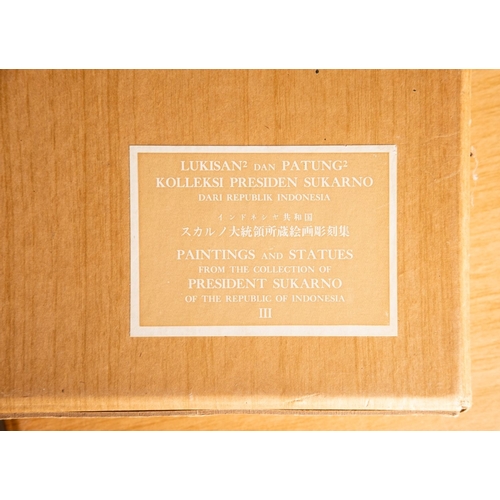 LUKISAN² DAN PATUNG²
KOLLEKSI PRESIDEN SUKARNO
DARI REPUBLIK INDONESIA
インドネシヤ共和国
スカルノ大統領所蔵絵画彫刻集
PAINTINGS AND STATUES
FROM THE COLLECTION OF
PRESIDENT SUKARNO
OF THE REPUBLIC OF INDONESIA
III